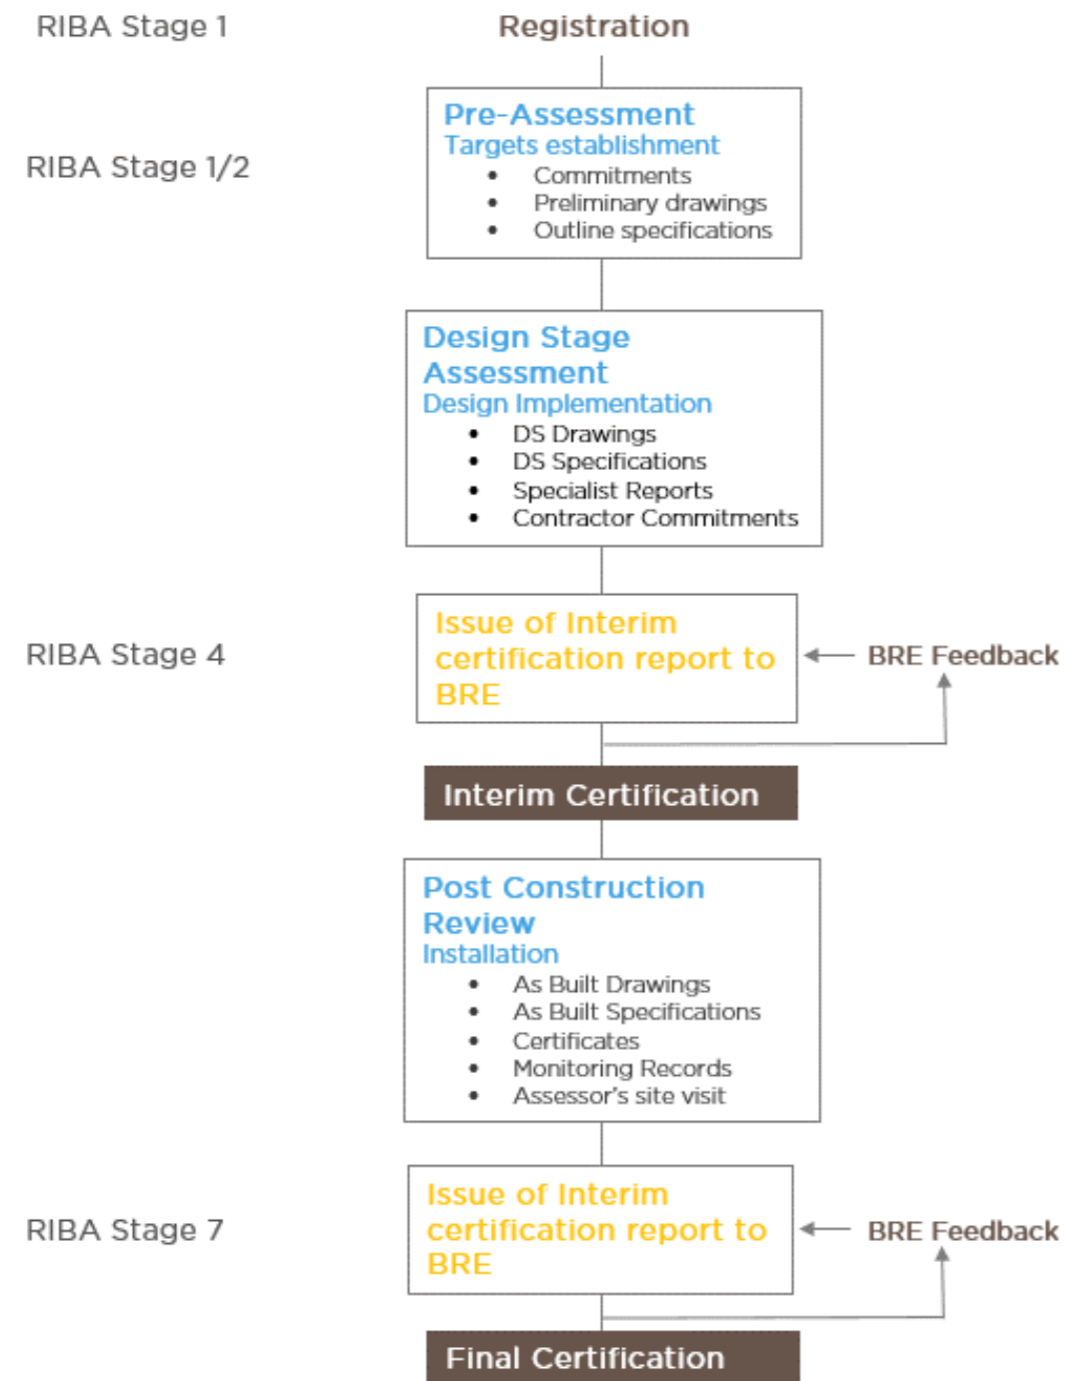 RIBA Stage 1
Registration
RIBA Stage 1/2
Pre-Assessment
Targets establishment
• Commitments
• Preliminary drawings
• Outline specifications
Design Stage
Assessment
Design Implementation
• DS Drawings
• DS Specifications
• Specialist Reports
• Contractor Commitments
RIBA Stage 4
Issue of Interim
certification report to
BRE
BRE Feedback
Interim Certification
Post Construction
Review
Installation
• As Built Drawings
• As Built Specifications
• Certificates
• Monitoring Records
• Assessor's site visit
RIBA Stage 7
Issue of Interim
certification report to
BRE
BRE Feedback
Final Certification